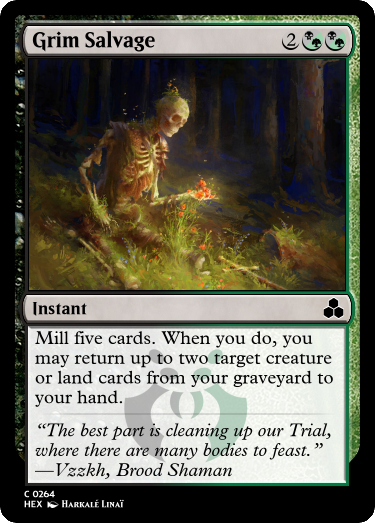 Grim Salvage 2
Instant
Mill five cards. When you do, you
may return up to two target creature
or land cards from your graveyard to
your hand.
“The best part is cleaning up our Trial,
where there are many bodies to feast.”
—Vzzkh, Brood Shaman
C 0264
HEX Harkalé Linaï